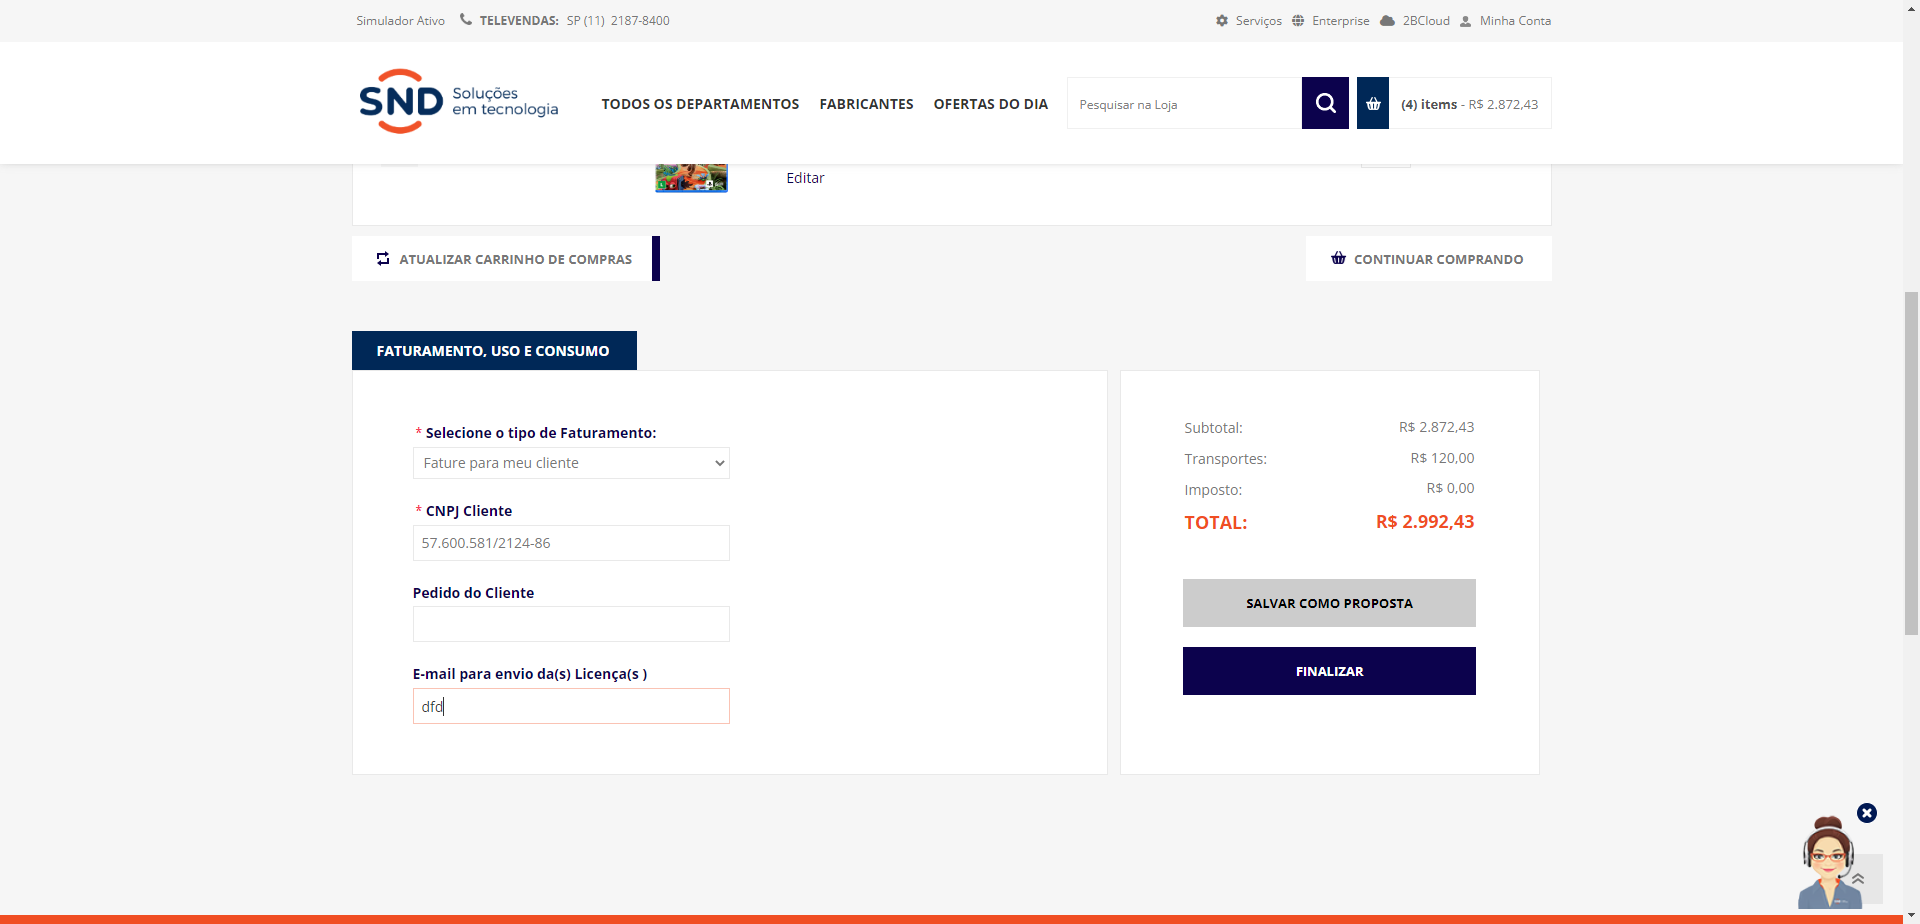 Simulador Ativo TELEVENDAS: SP (11) 2187-8400 Serviços Enterprise 2BCloud Minha Conta
SND Soluções em tecnologia
TODOS OS DEPARTAMENTOS FABRICANTES OFERTAS DO DIA Pesquisar na Loja (4) items - R$ 2.872,43
Editar
ATUALIZAR CARRINHO DE COMPRAS CONTINUAR COMPRANDO
FATURAMENTO, USO E CONSUMO
* Selecione o tipo de Faturamento:
Fature para meu cliente
* CNPJ Cliente
57.600.581/2124-86
Pedido do Cliente
E-mail para envio da(s) Licença(s )
dfd
Subtotal: R$ 2.872,43
Transportes: R$ 120,00
Imposto: R$ 0,00
TOTAL: R$ 2.992,43
SALVAR COMO PROPOSTA
FINALIZAR